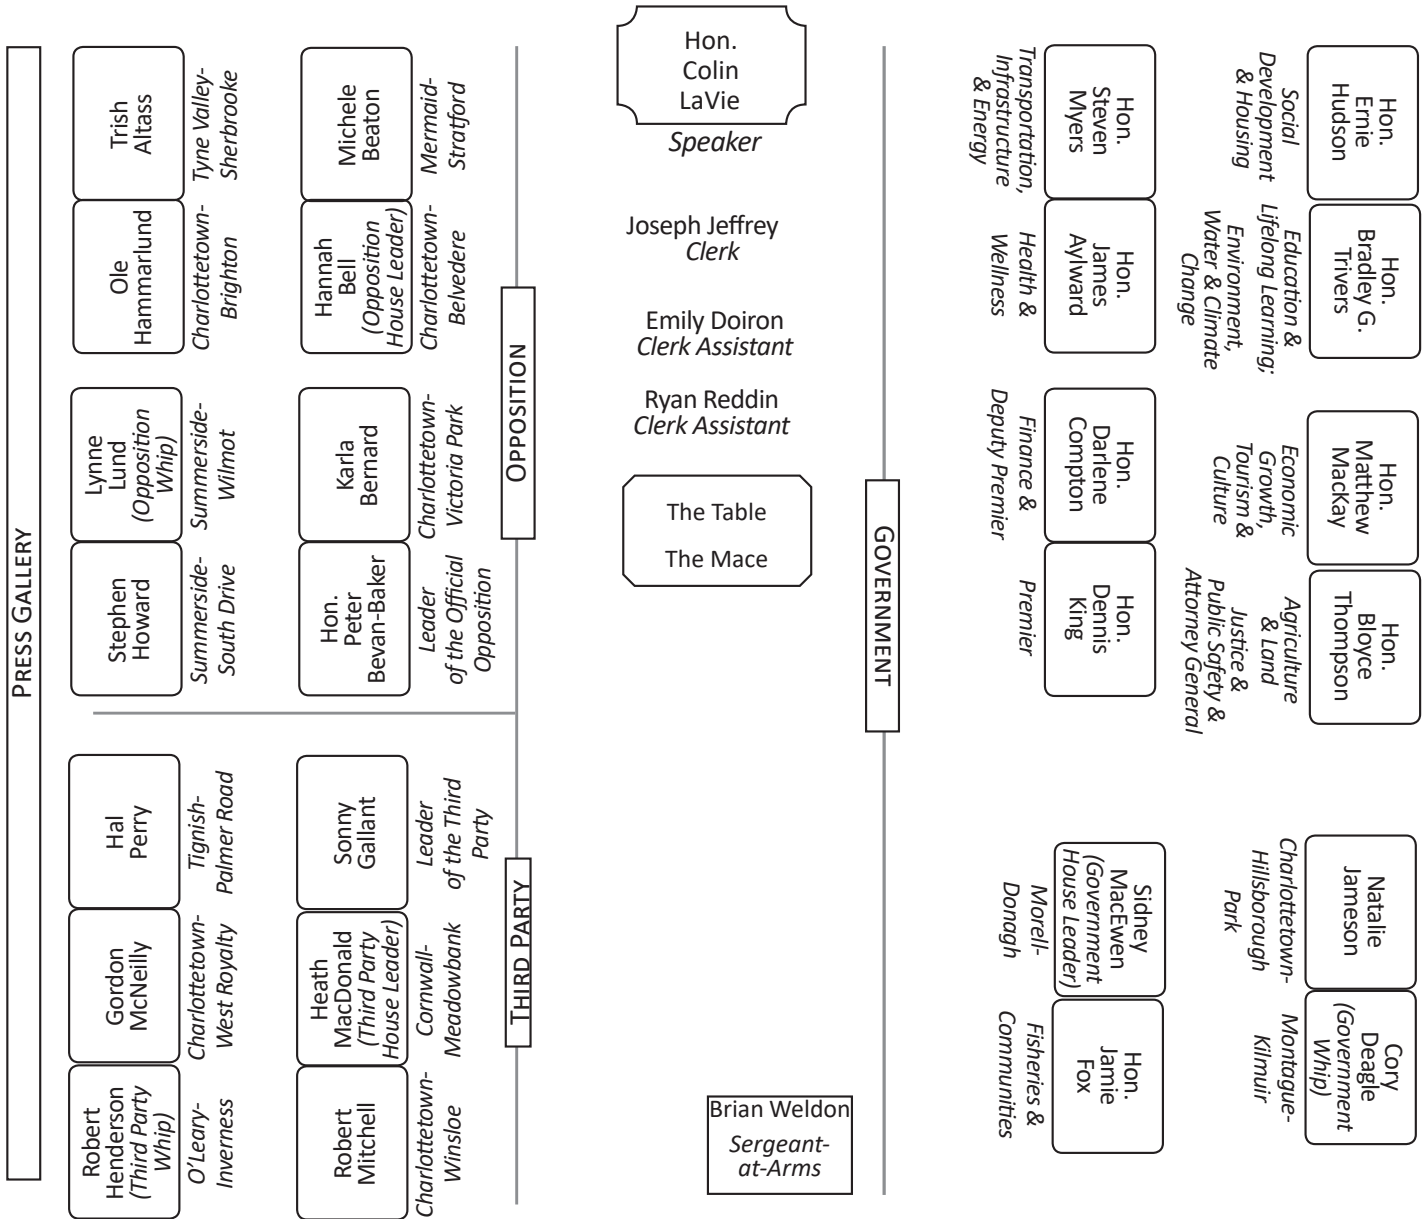 PRESS GALLERY
Trish
Altass
Tyne Valley-
Sherbrooke
Ole
Hammarlund
Charlottetown-
Brighton
Lynne
Lund
(Opposition
Whip)
Summerside-
Wilmot
Stephen
Howard
Summerside-
South Drive
Hal
Perry
Tignish-
Palmer Road
Gordon
McNeilly
Charlottetown-
West Royalty
Robert
Henderson
(Third Party
Whip)
O'Leary-
Inverness
Michele
Beaton
Mermaid-
Stratford
Hannah
Bell
(Opposition
House Leader)
Charlottetown-
Belvedere
Karla
Bernard
Charlottetown-
Victoria Park
Hon.
Peter
Bevan-Baker
Leader
of the Official
Opposition
Sonny
Gallant
Leader
of the Third
Party
Heath
MacDonald
(Third Party
House Leader)
Cornwall-
Meadowbank
Robert
Mitchell
Charlottetown-
Winsloe
OPPOSITION
THIRD PARTY
Hon.
Colin
LaVie
Speaker
Joseph Jeffrey
Clerk
Emily Doiron
Clerk Assistant
Ryan Reddin
Clerk Assistant
The Table
The Mace
Brian Weldon
Sergeant-
at-Arms
GOVERNMENT
Hon.
Steven
Myers
Transportation,
Infrastructure
& Energy
Hon.
James
Aylward
Health &
Wellness
Hon.
Darlene
Compton
Finance &
Deputy Premier
Hon.
Dennis
King
Premier
Sidney
MacEwen
(Government
House Leader)
Morell-
Donagh
Hon.
Jamie
Fox
Fisheries &
Communities
Hon.
Ernie
Hudson
Social
Development
& Housing
Hon.
Bradley G.
Trivers
Education &
Lifelong Learning;
Environment,
Water & Climate
Change
Hon.
Matthew
MacKay
Economic
Growth,
Tourism &
Culture
Hon.
Bloyce
Thompson
Agriculture
& Land
Justice &
Public Safety &
Attorney General
Natalie
Jameson
Charlottetown-
Hillsborough
Park
Cory
Deagle
(Government
Whip)
Montague-
Kilmuir